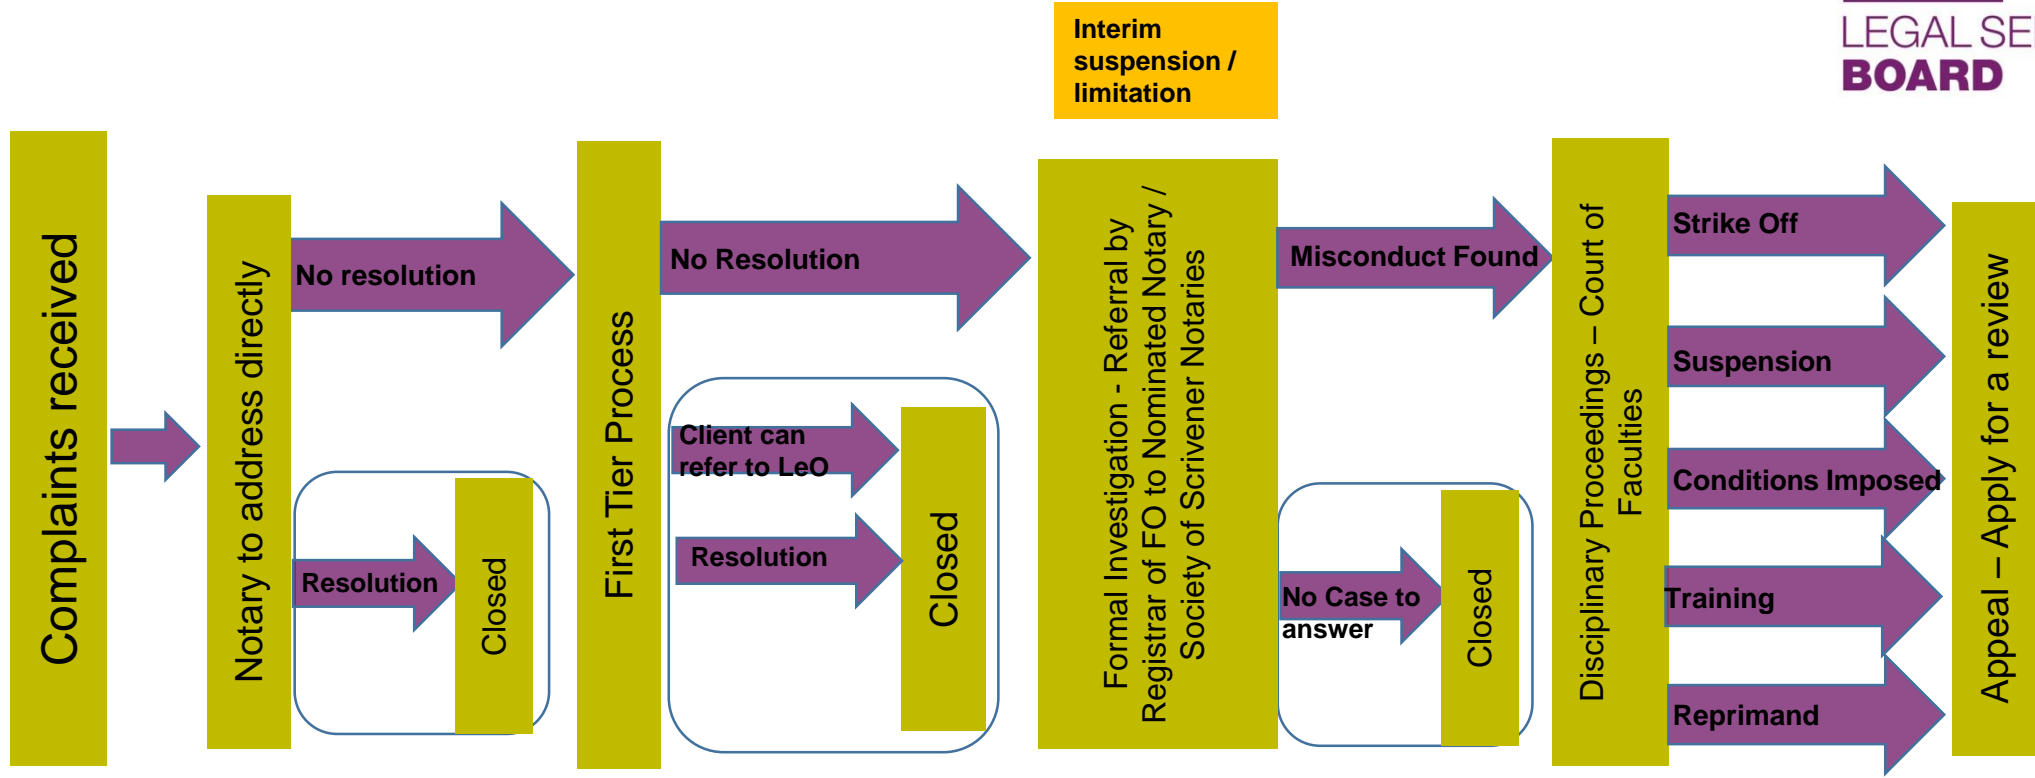 Interim
suspension /
limitation
LEGAL
BOARD
Complaints received
Notary to address directly
No resolution
Resolution
Closed
First Tier Process
No Resolution
Client can
refer to LeO
Resolution
Closed
Formal Investigation - Referral by
Registrar of FO to Nominated Notary /
Society of Scrivener Notaries
Misconduct Found
No Case to
answer
Closed
Disciplinary Proceedings – Court of
Faculties
Strike Off
Suspension
Conditions Imposed
Training
Reprimand
Appeal – Apply for a review